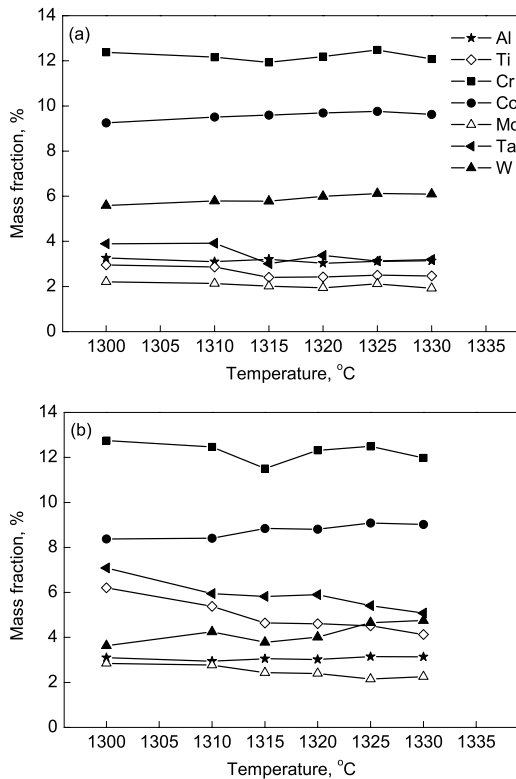 14
(a)
Al
12
Ti
Cr
10
Co
Mo
8
Ta
W
6
4
2
0
Mass fraction, %
1300 1305 1310 1315 1320 1325 1330 1335
Temperature, °C
14
(b)
12
10
8
6
4
2
0
Mass fraction, %
1300 1305 1310 1315 1320 1325 1330 1335
Temperature, °C